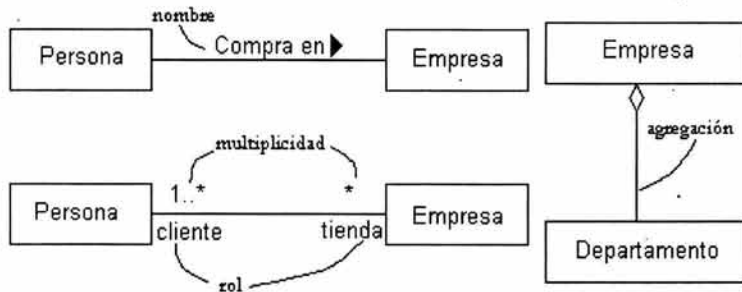 nombre
Persona
Compra en
Empresa
Empresa
agregación
multiplicidad
1..*
*
Persona
Empresa
cliente
tienda
rol
Departamento